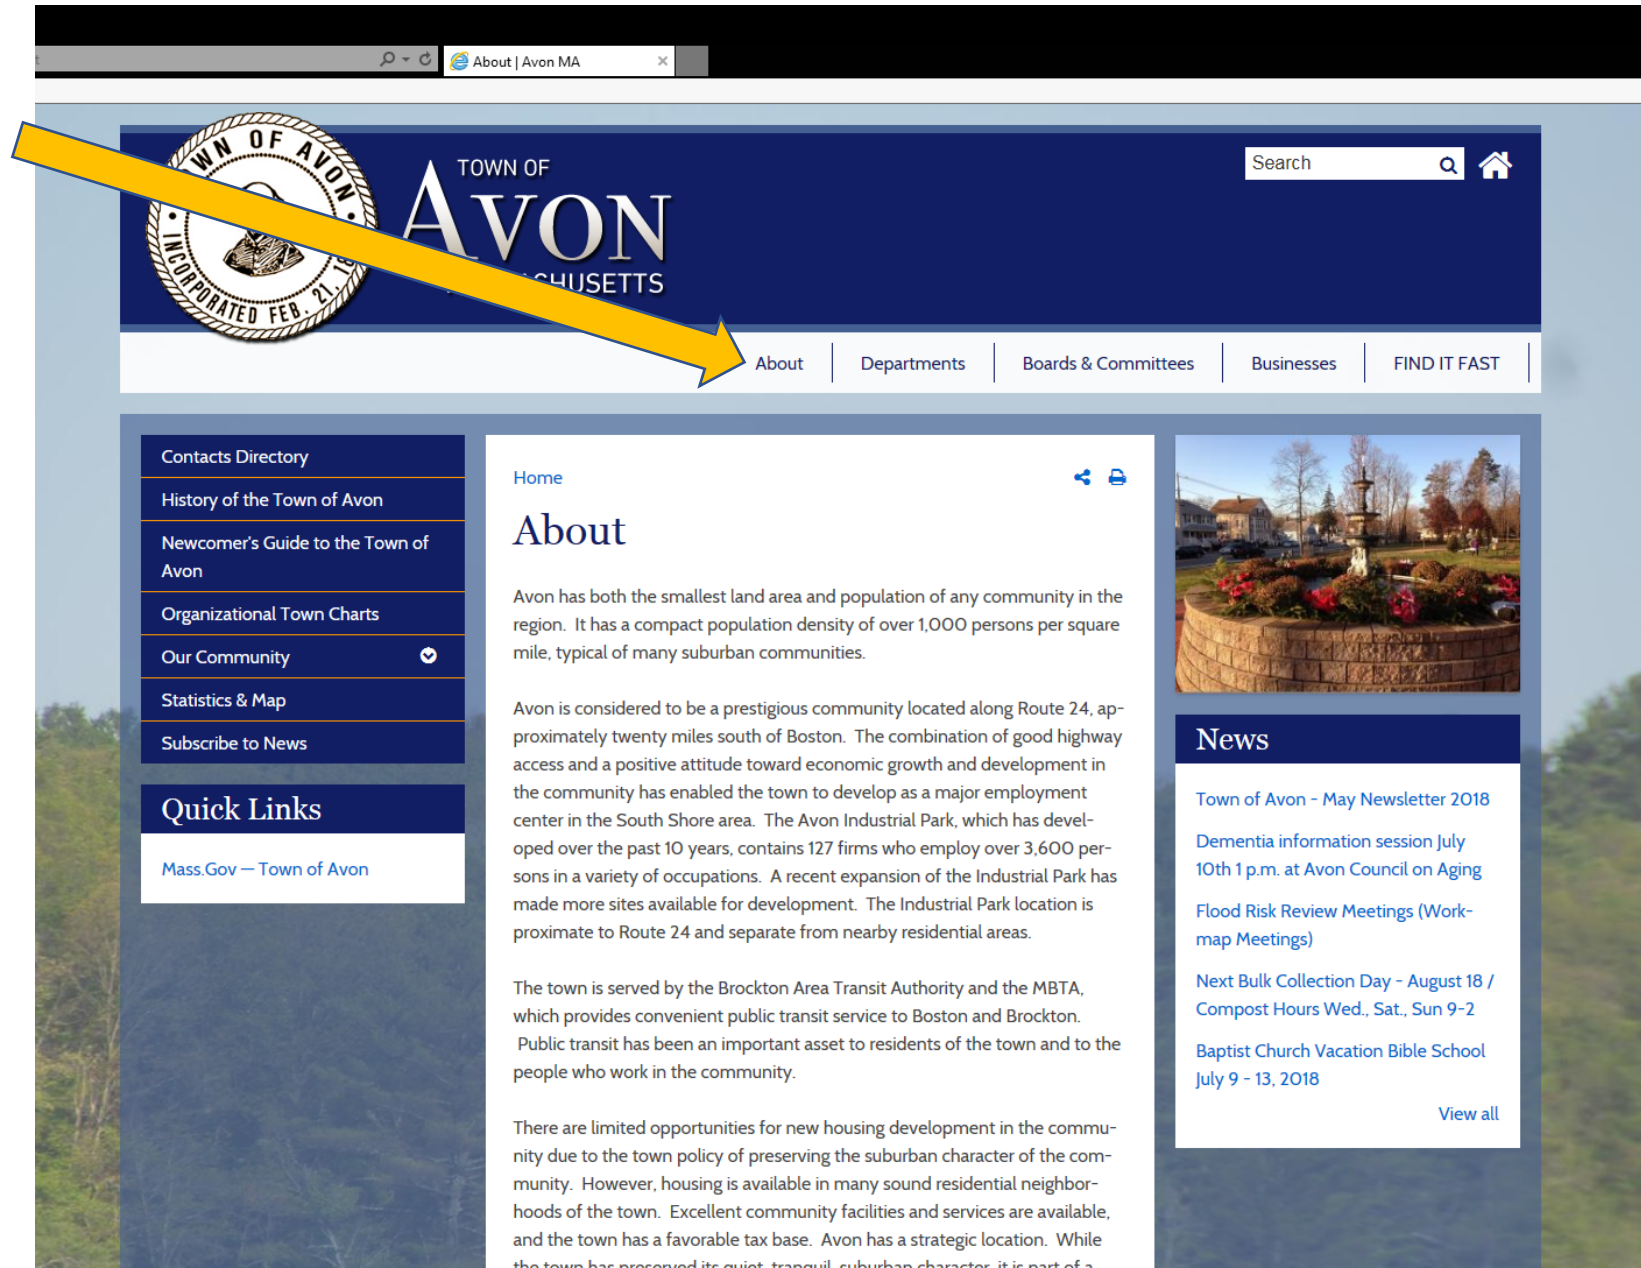 About | Avon MA
WN OF AVON
INCORPORATED FEB. 21, 18
TOWN OF
AVON
HUSETTS
Search
About
Departments
Boards & Committees
Businesses
FIND IT FAST
Contacts Directory
History of the Town of Avon
Newcomer's Guide to the Town of
Avon
Organizational Town Charts
Our Community
Statistics & Map
Subscribe to News
Quick Links
Mass.Gov — Town of Avon
Home
About
Avon has both the smallest land area and population of any community in the
region.  It has a compact population density of over 1,000 persons per square
mile, typical of many suburban communities.
Avon is considered to be a prestigious community located along Route 24, ap-
proximately twenty miles south of Boston.  The combination of good highway
access and a positive attitude toward economic growth and development in
the community has enabled the town to develop as a major employment
center in the South Shore area.  The Avon Industrial Park, which has devel-
oped over the past 10 years, contains 127 firms who employ over 3,600 per-
sons in a variety of occupations.  A recent expansion of the Industrial Park has
made more sites available for development.  The Industrial Park location is
proximate to Route 24 and separate from nearby residential areas.
The town is served by the Brockton Area Transit Authority and the MBTA,
which provides convenient public transit service to Boston and Brockton.
Public transit has been an important asset to residents of the town and to the
people who work in the community.
There are limited opportunities for new housing development in the commu-
nity due to the town policy of preserving the suburban character of the com-
munity.  However, housing is available in many sound residential neighbor-
hoods of the town.  Excellent community facilities and services are available,
and the town has a favorable tax base.  Avon has a strategic location.  While
the town has preserved its quiet, tranquil, suburban character, it is part of a
News
Town of Avon - May Newsletter 2018
Dementia information session July
10th 1 p.m. at Avon Council on Aging
Flood Risk Review Meetings (Work-
map Meetings)
Next Bulk Collection Day - August 18 /
Compost Hours Wed., Sat., Sun 9-2
Baptist Church Vacation Bible School
July 9 - 13, 2018
View all